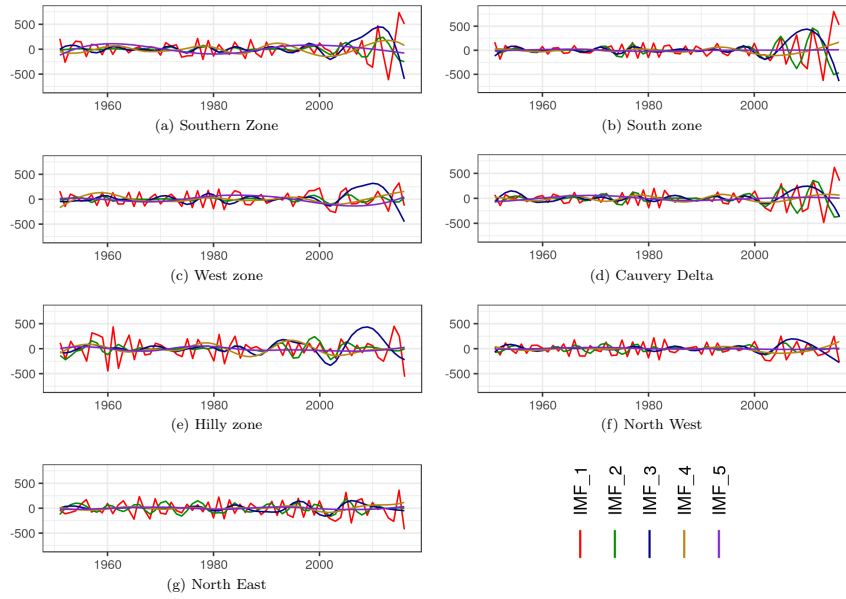 500
0
-500
1960 1980 2000
(a) Southern Zone
500
0
-500
1960 1980 2000
(b) South zone
500
0
-500
1960 1980 2000
(c) West zone
500
0
-500
1960 1980 2000
(d) Cauvery Delta
500
0
-500
1960 1980 2000
(e) Hilly zone
500
0
-500
1960 1980 2000
(f) North West
500
0
-500
1960 1980 2000
(g) North East
IMF_1
IMF_2
IMF_3
IMF_4
IMF_5